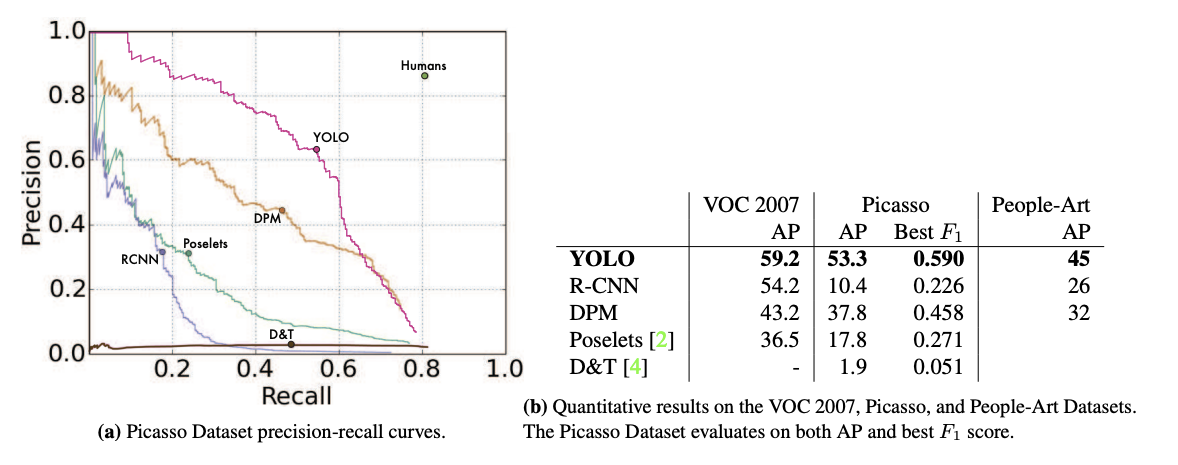 1.0
0.8
0.6
0.4
0.2
0.0
Precision
Humans
YOLO
DPM
RCNN
Poselets
D&T
0.2 0.4 0.6 0.8 1.0
Recall
(a) Picasso Dataset precision-recall curves.
VOC 2007 Picasso People-Art
AP AP Best F1 AP
YOLO 59.2 53.3 0.590 45
R-CNN 54.2 10.4 0.226 26
DPM 43.2 37.8 0.458 32
Poselets [2] 36.5 17.8 0.271
D&T [4] - 1.9 0.051
(b) Quantitative results on the VOC 2007, Picasso, and People-Art Datasets.
The Picasso Dataset evaluates on both AP and best F1 score.